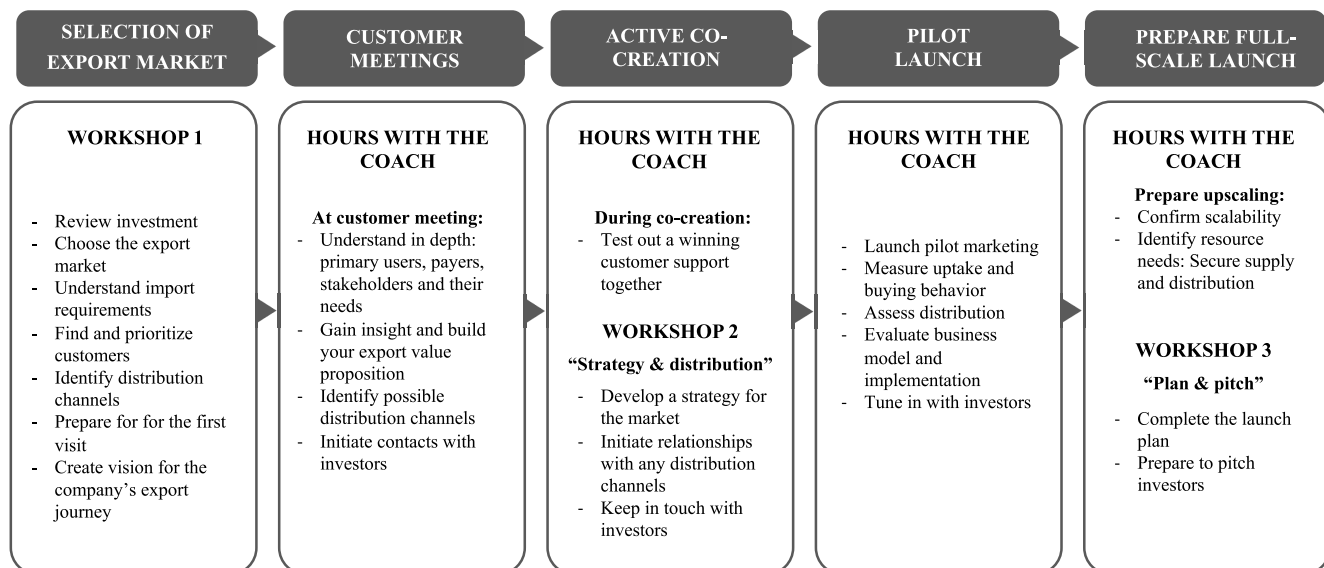 SELECTION OF
EXPORT MARKET
CUSTOMER
MEETINGS
ACTIVE CO-
CREATION
PILOT
LAUNCH
PREPARE FULL-
SCALE LAUNCH
WORKSHOP 1
- Review investment
- Choose the export
market
- Understand import
requirements
- Find and prioritize
customers
- Identify distribution
channels
- Prepare for for the first
visit
- Create vision for the
company's export
journey
HOURS WITH THE
COACH
At customer meeting:
- Understand in depth:
primary users, payers,
stakeholders and their
needs
- Gain insight and build
your export value
proposition
- Identify possible
distribution channels
- Initiate contacts with
investors
HOURS WITH THE
COACH
During co-creation:
- Test out a winning
customer support
together
WORKSHOP 2
“Strategy & distribution”
- Develop a strategy for
the market
- Initiate relationships
with any distribution
channels
- Keep in touch with
investors
HOURS WITH THE
COACH
- Launch pilot marketing
- Measure uptake and
buying behavior
- Assess distribution
- Evaluate business
model and
implementation
- Tune in with investors
HOURS WITH THE
COACH
Prepare upscaling:
- Confirm scalability
- Identify resource
needs: Secure supply
and distribution
WORKSHOP 3
“Plan & pitch”
- Complete the launch
plan
- Prepare to pitch
investors